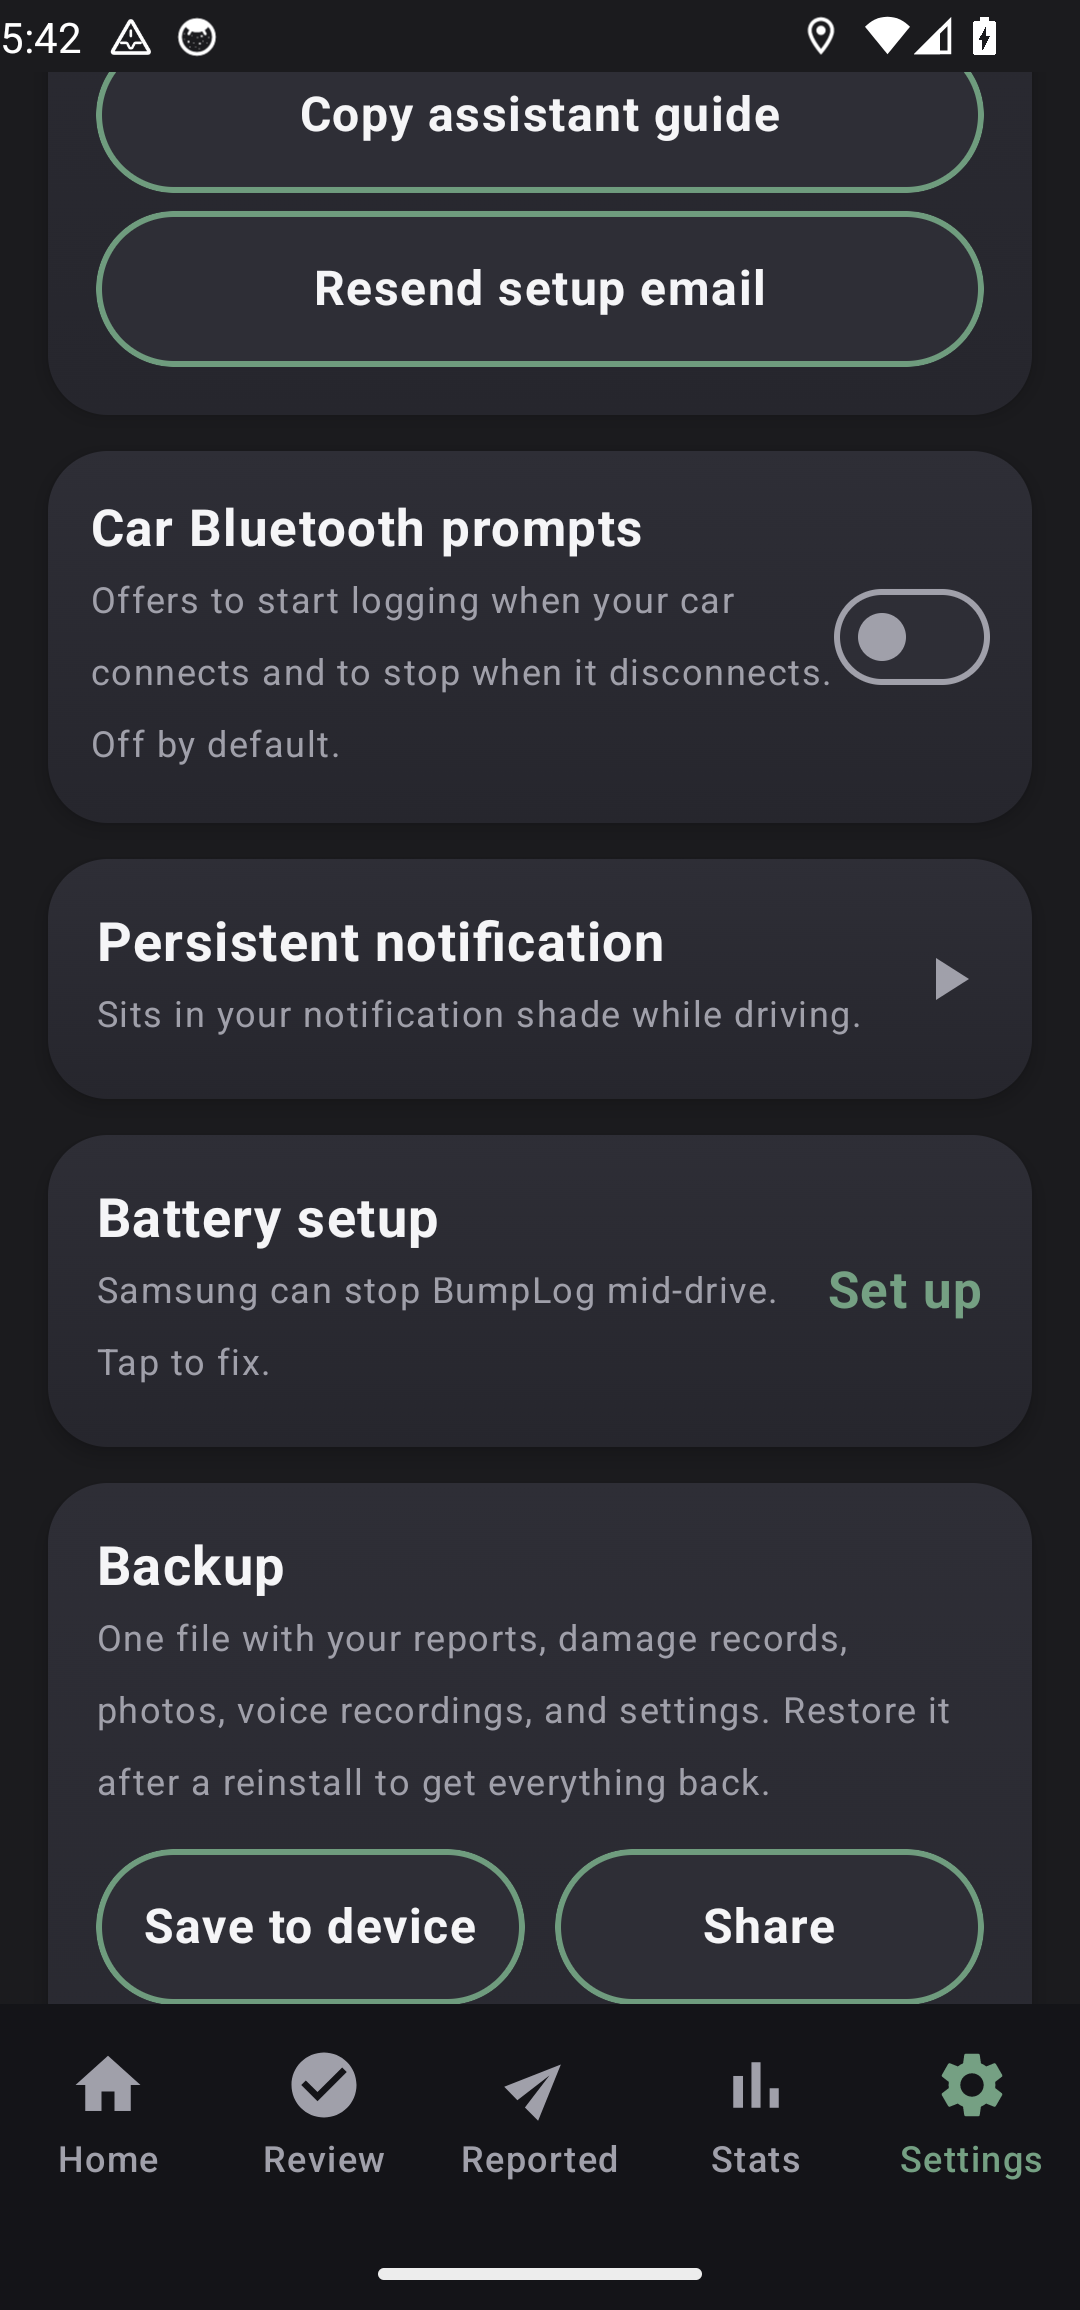 5:42
Copy assistant guide
Resend setup email
Car Bluetooth prompts
Offers to start logging when your car
connects and to stop when it disconnects.
Off by default.
Persistent notification
Sits in your notification shade while driving.
Battery setup
Samsung can stop BumpLog mid-drive.
Tap to fix.
Set up
Backup
One file with your reports, damage records,
photos, voice recordings, and settings. Restore it
after a reinstall to get everything back.
Save to device
Share
Home
Review
Reported
Stats
Settings